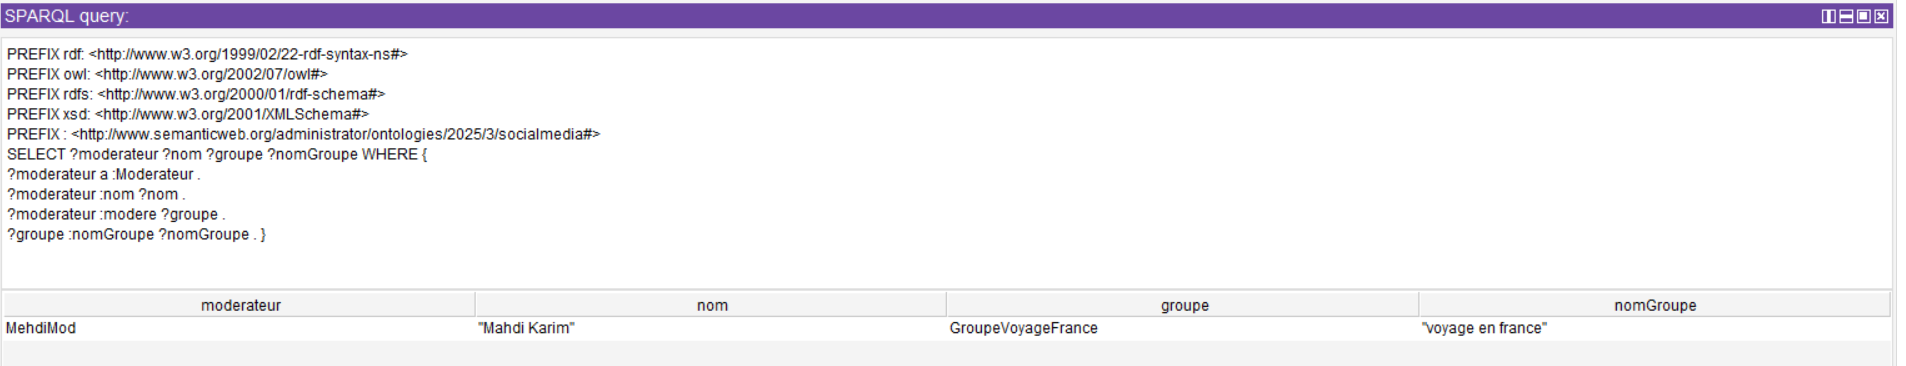 SPARQL query:
PREFIX rdf: <http://www.w3.org/1999/02/22-rdf-syntax-ns#>
PREFIX owl: <http://www.w3.org/2002/07/owl#>
PREFIX rdfs: <http://www.w3.org/2000/01/rdf-schema#>
PREFIX xsd: <http://www.w3.org/2001/XMLSchema#>
PREFIX : <http://www.semanticweb.org/administrator/ontologies/2025/3/socialmedia#>
SELECT ?moderateur ?nom ?groupe ?nomGroupe WHERE {
?moderateur a :Moderateur .
?moderateur :nom ?nom .
?moderateur :modere ?groupe .
?groupe :nomGroupe ?nomGroupe . }
moderateur nom groupe nomGroupe
MehdiMod "Mahdi Karim" GroupeVoyageFrance "voyage en france"